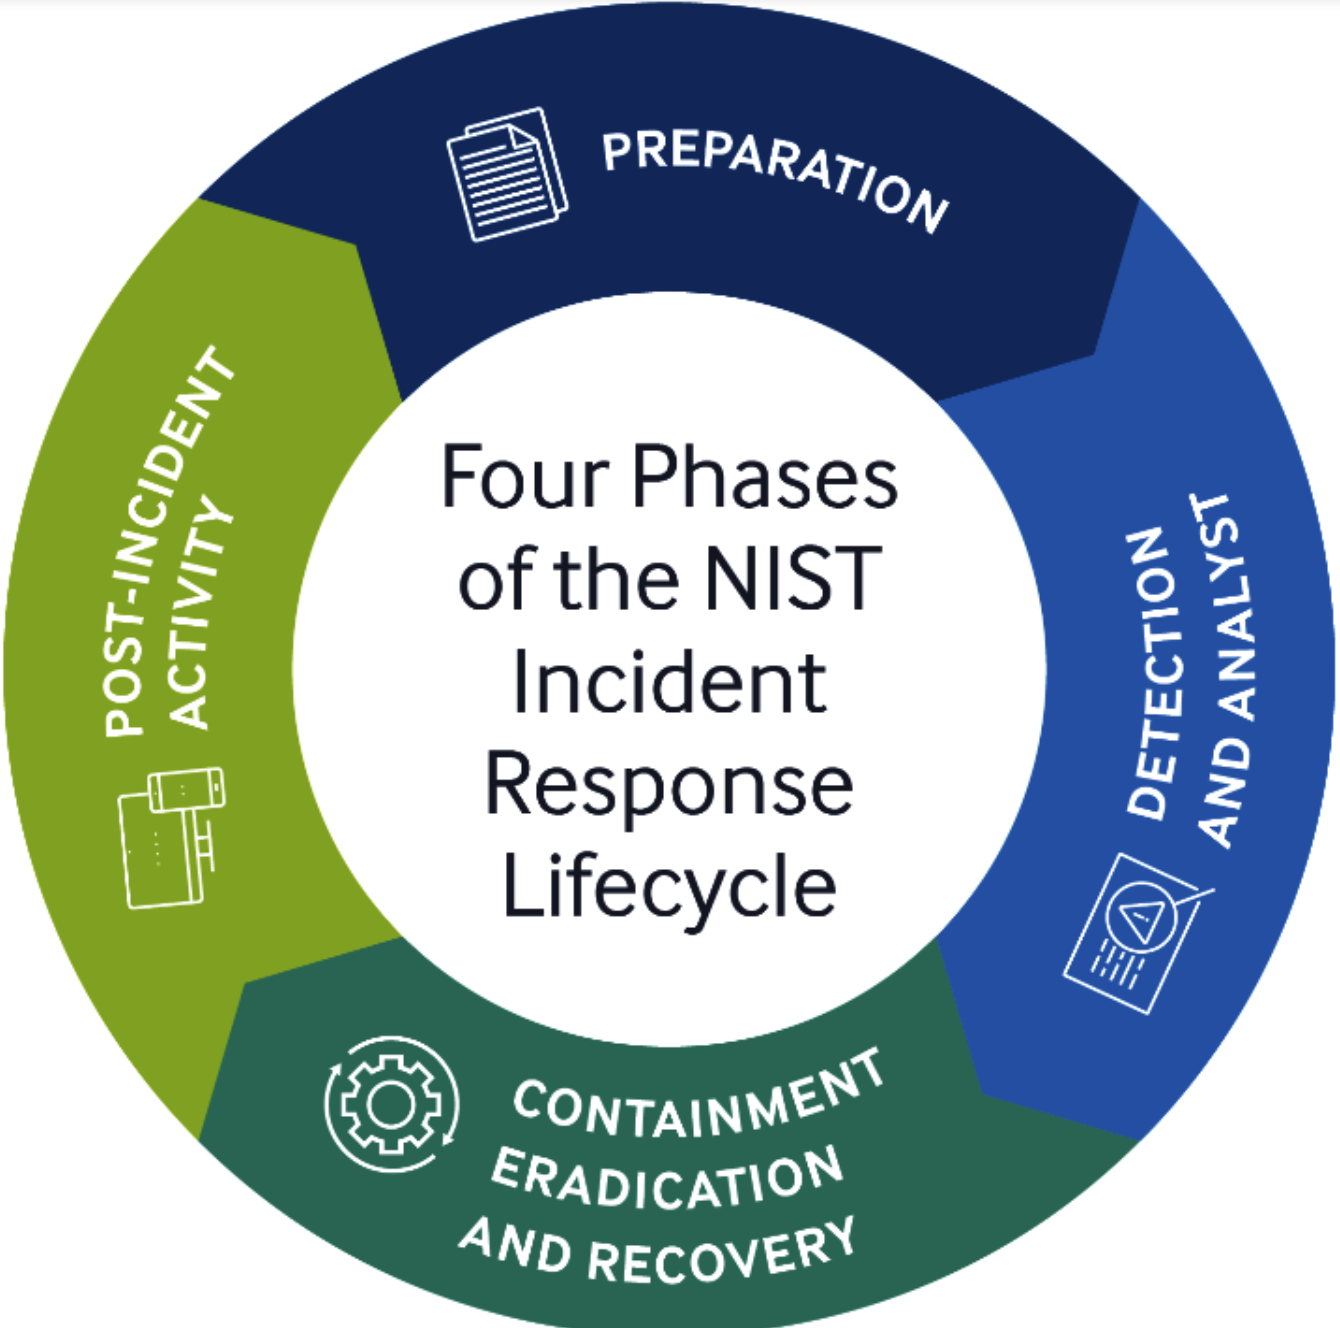 PREPARATION
DETECTION
AND ANALYST
CONTAINMENT
ERADICATION
AND RECOVERY
POST-INCIDENT
ACTIVITY
Four Phases
of the NIST
Incident
Response
Lifecycle